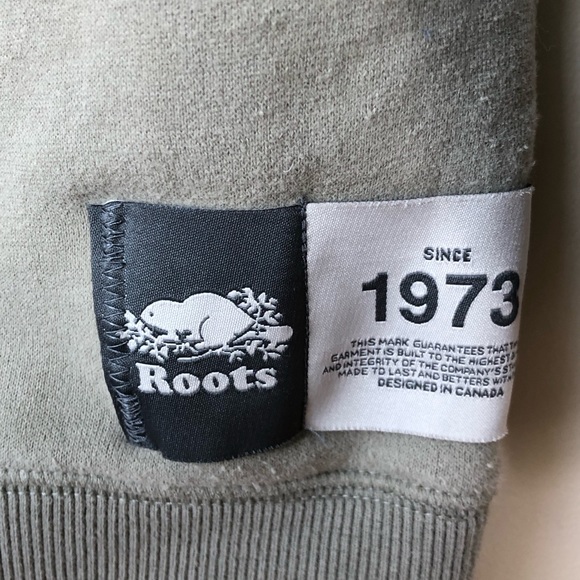 Roots
SINCE
1973
THIS MARK GUARANTEES THAT
GARMENT IS BUILT TO THE HIGHEST
AND INTEGRITY OF THE COMPANY'S
MADE TO LAST AND BETTERS WITH
DESIGNED IN CANADA